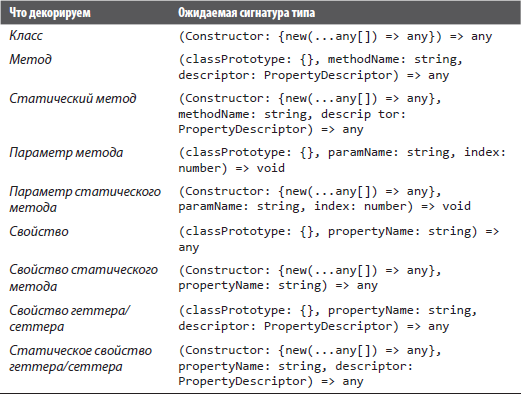 Что декорируем Ожидаемая сигнатура типа
Класс (Constructor: {new(...any[]) => any}) => any
Метод (classPrototype: {}, methodName: string,
descriptor: PropertyDescriptor) => any
Статический метод (Constructor: {new(...any[]) => any},
methodName: string, descrip tor:
PropertyDescriptor) => any
Параметр метода (classPrototype: {}, paramName: string, index:
number) => void
Параметр статического (Constructor: {new(...any[]) => any},
метода paramName: string, index: number) => void
Свойство (classPrototype: {}, propertyName: string) =>
any
Свойство статического (Constructor: {new(...any[]) => any},
метода propertyName: string) => any
Свойство геттера/ (classPrototype: {}, propertyName: string,
сеттера descriptor: PropertyDescriptor) => any
Статическое свойство (Constructor: {new(...any[]) => any},
геттера/сеттера propertyName: string, descriptor:
PropertyDescriptor) => any